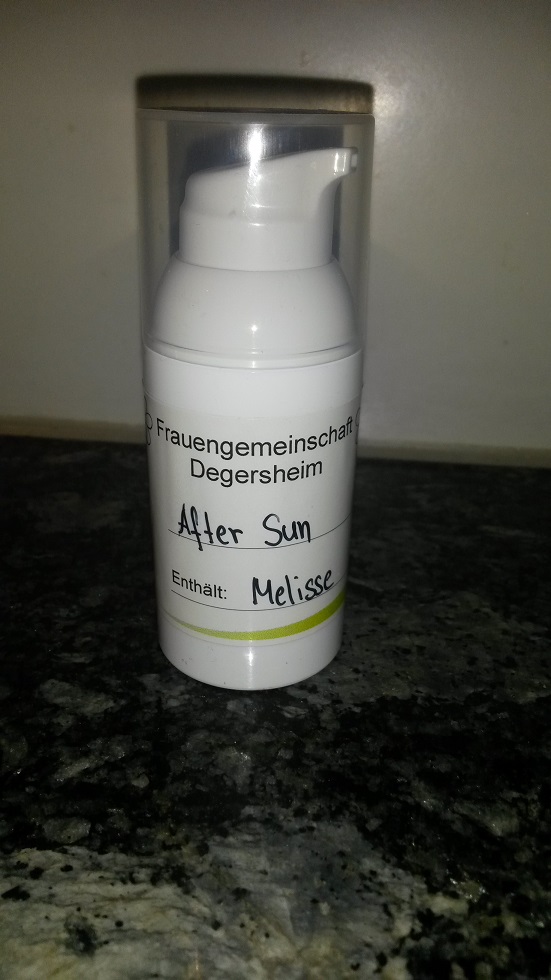 Frauengemeinschaft
Degersheim
After Sun
Enthält: Melisse